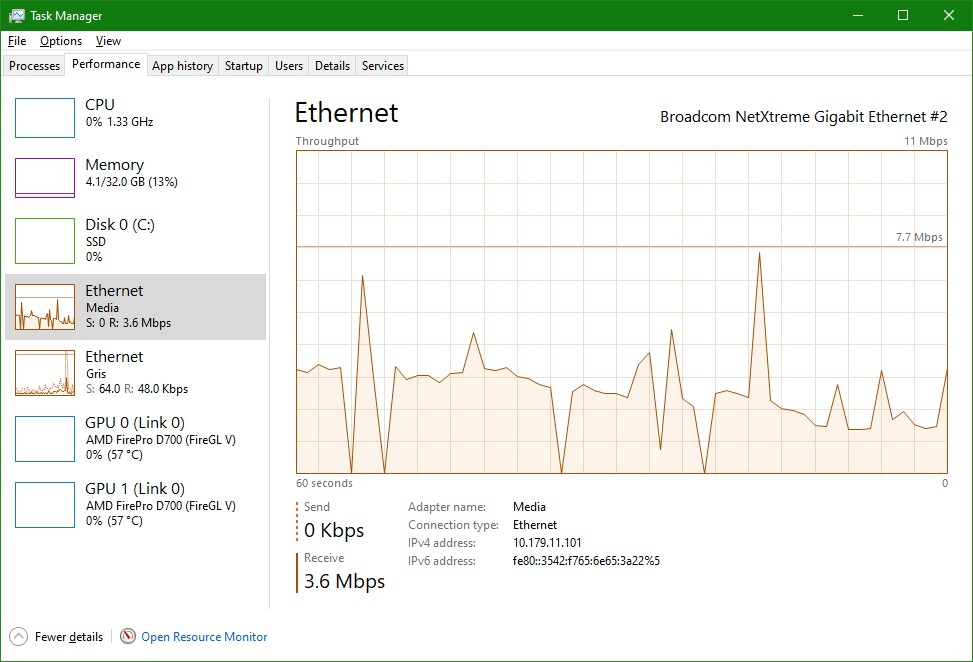 Task Manager
File Options View
Processes Performance App history Startup Users Details Services
CPU
0% 1.33 GHz
Memory
4.1/32.0 GB (13%)
Disk 0 (C:)
SSD
0%
Ethernet
Media
S: 0 R: 3.6 Mbps
Ethernet
Gris
S: 64.0 R: 48.0 Kbps
GPU 0 (Link 0)
AMD FirePro D700 (FireGL V)
0% (57 °C)
GPU 1 (Link 0)
AMD FirePro D700 (FireGL V)
0% (57 °C)
Ethernet Broadcom NetXtreme Gigabit Ethernet #2
Throughput 11 Mbps
7.7 Mbps
60 seconds 0
Send
0 Kbps
Receive
3.6 Mbps
Adapter name: Media
Connection type: Ethernet
IPv4 address: 10.179.11.101
IPv6 address: fe80::3542:f765:6e65:3a22%5
Fewer details Open Resource Monitor